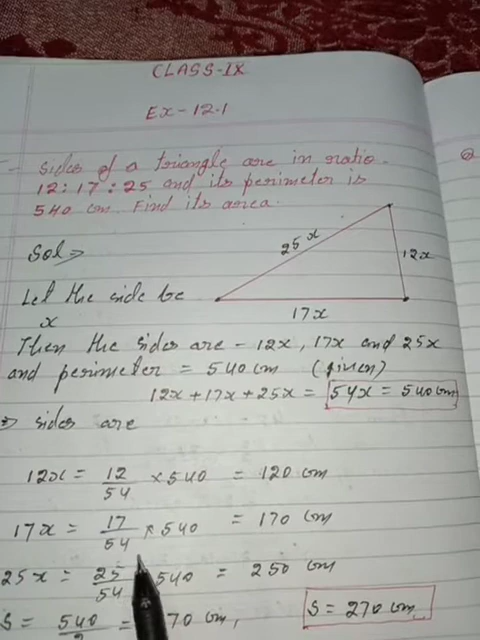 CLASS-IX
Ex-12.1
Sides of a triangle are in ratio
12:17:25 and its perimeter is
540 cm. Find its area.
Sol⇒
25x
12x
17x
Let the side be
x
Then the sides are - 12x, 17x and 25x
and perimeter = 540 cm (given)
12x+17x+25x = 54x = 540 cm
⇒ sides are
12x = 12/54 × 540 = 120 cm
17x = 17/54 × 540 = 170 cm
25x = 25/54 540 = 250 cm
S = 540/2 = 70 cm,
S = 270 cm